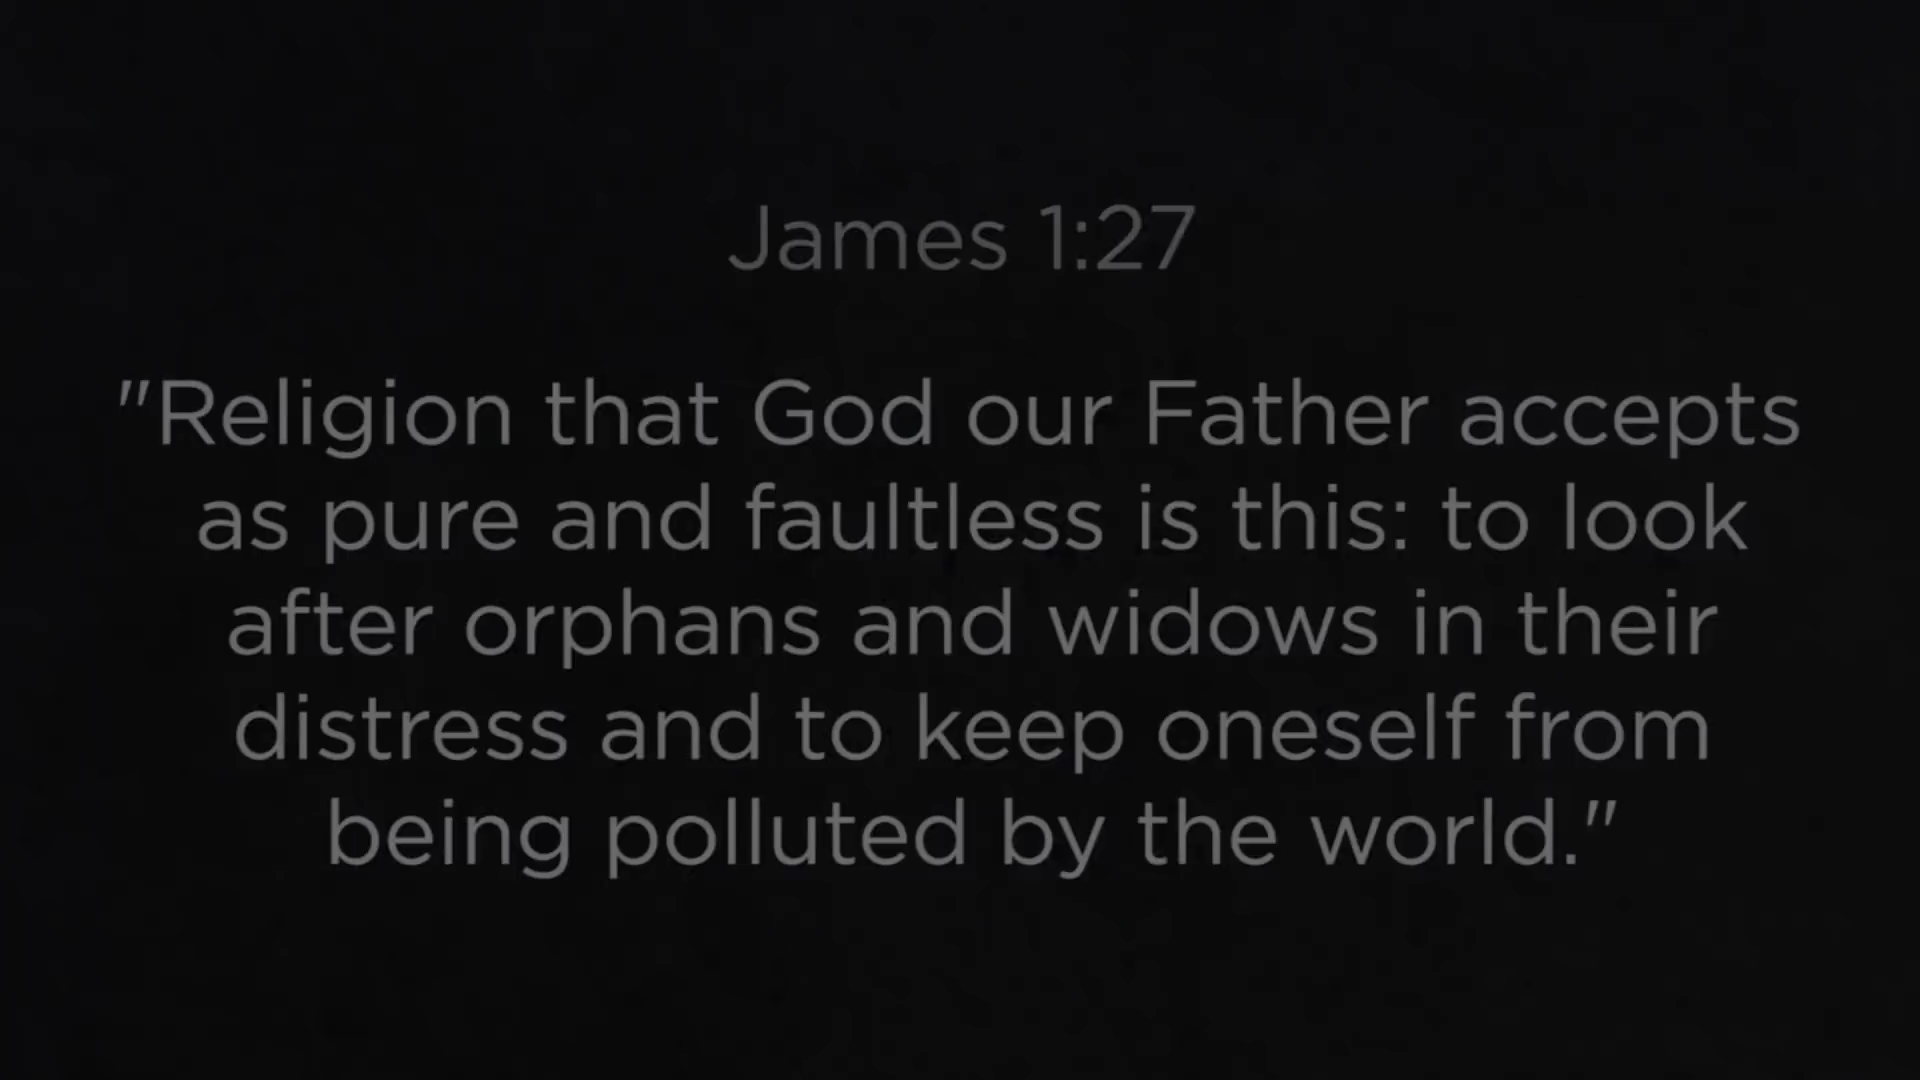 James 1:27
"Religion that God our Father accepts
as pure and faultless is this: to look
after orphans and widows in their
distress and to keep oneself from
being polluted by the world."